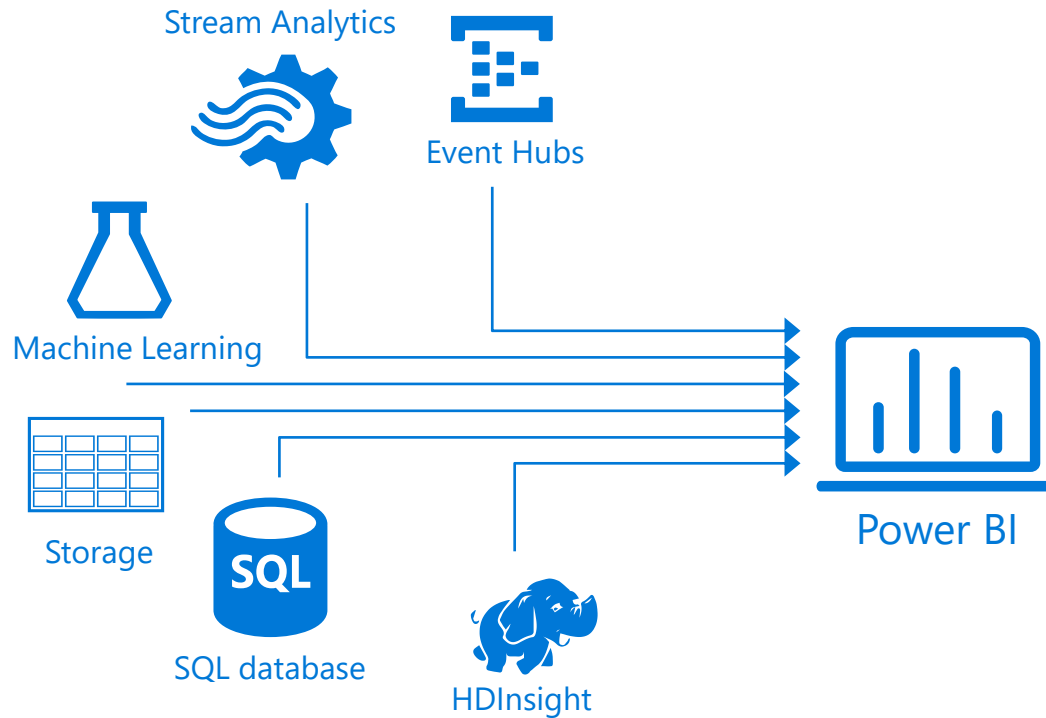 Stream Analytics
Event Hubs
Machine Learning
Storage
SQL
SQL database
HDInsight
Power BI